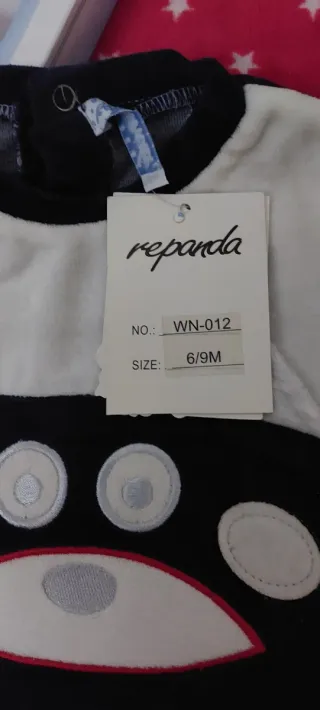 repanda
NO.: WN-012
SIZE: 6/9M